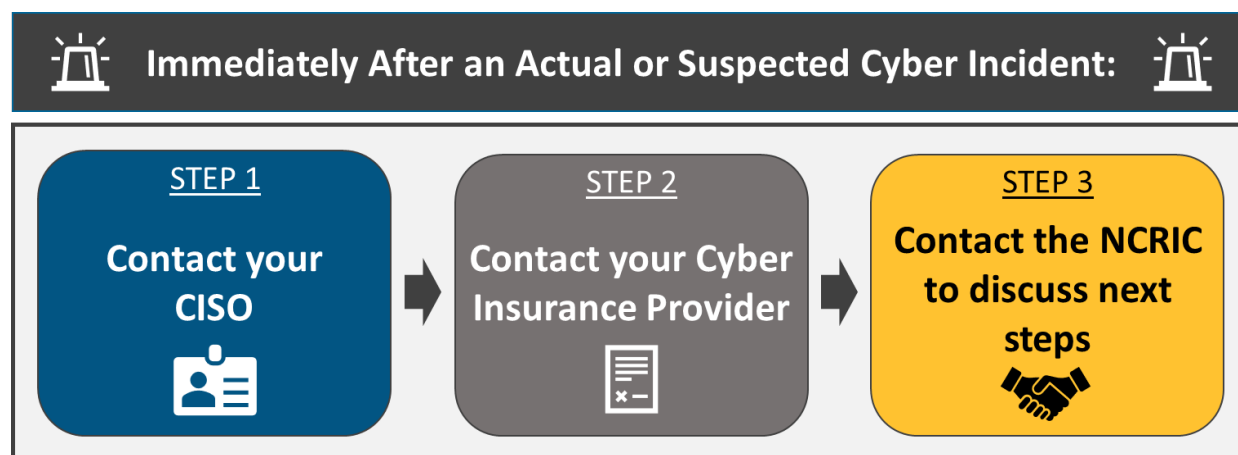 Immediately After an Actual or Suspected Cyber Incident:
STEP 1
Contact your
CISO
STEP 2
Contact your Cyber
Insurance Provider
STEP 3
Contact the NCRIC
to discuss next
steps